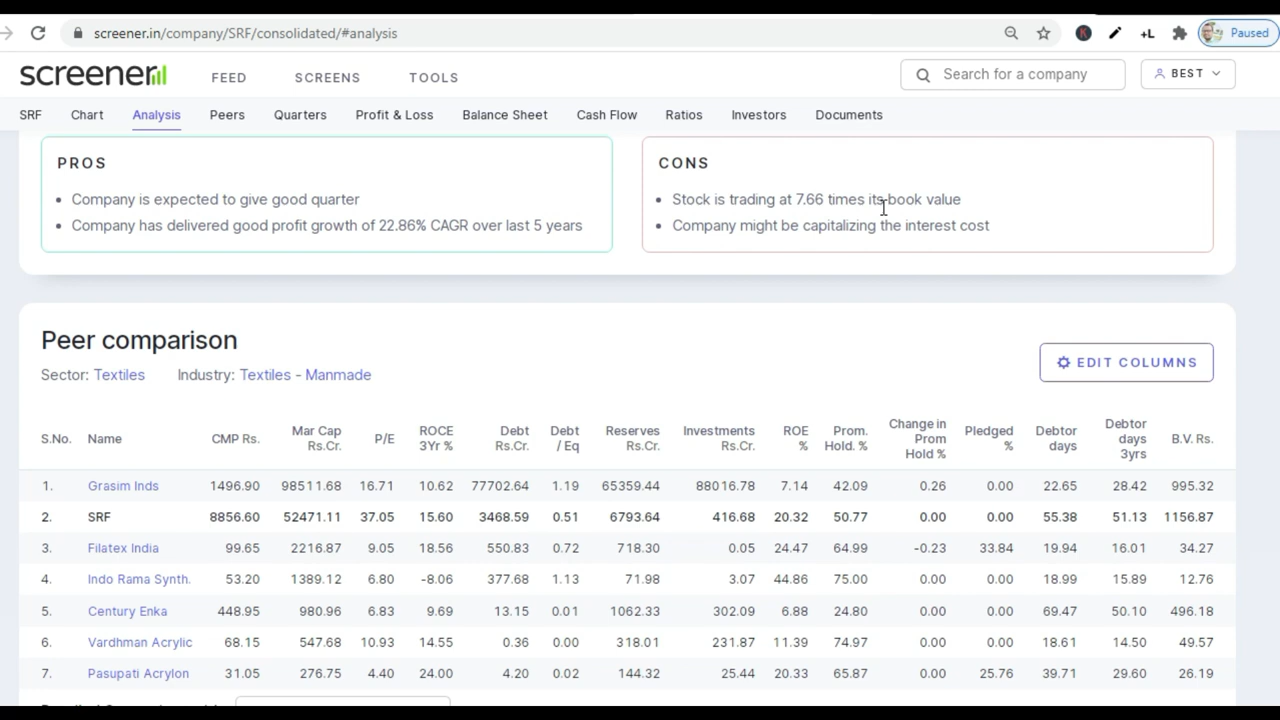 screener.in/company/SRF/consolidated/#analysis
K
+L
Paused
screener
FEED SCREENS TOOLS
Search for a company
BEST
SRF Chart Analysis Peers Quarters Profit & Loss Balance Sheet Cash Flow Ratios Investors Documents
PROS
Company is expected to give good quarter
Company has delivered good profit growth of 22.86% CAGR over last 5 years
CONS
Stock is trading at 7.66 times its book value
Company might be capitalizing the interest cost
Peer comparison
Sector: Textiles Industry: Textiles - Manmade
EDIT COLUMNS
S.No. Name CMP Rs. Mar Cap Rs.Cr. P/E ROCE 3Yr % Debt Rs.Cr. Debt / Eq Reserves Rs.Cr. Investments Rs.Cr. ROE % Prom. Hold. % Change in Prom Hold % Pledged % Debtor days Debtor days 3yrs B.V. Rs.
1. Grasim Inds 1496.90 98511.68 16.71 10.62 77702.64 1.19 65359.44 88016.78 7.14 42.09 0.26 0.00 22.65 28.42 995.32
2. SRF 8856.60 52471.11 37.05 15.60 3468.59 0.51 6793.64 416.68 20.32 50.77 0.00 0.00 55.38 51.13 1156.87
3. Filatex India 99.65 2216.87 9.05 18.56 550.83 0.72 718.30 0.05 24.47 64.99 -0.23 33.84 19.94 16.01 34.27
4. Indo Rama Synth. 53.20 1389.12 6.80 -8.06 377.68 1.13 71.98 3.07 44.86 75.00 0.00 0.00 18.99 15.89 12.76
5. Century Enka 448.95 980.96 6.83 9.69 13.15 0.01 1062.33 302.09 6.88 24.80 0.00 0.00 69.47 50.10 496.18
6. Vardhman Acrylic 68.15 547.68 10.93 14.55 0.36 0.00 318.01 231.87 11.39 74.97 0.00 0.00 18.61 14.50 49.57
7. Pasupati Acrylon 31.05 276.75 4.40 24.00 4.20 0.02 144.32 25.44 20.33 65.87 0.00 25.76 39.71 29.60 26.19